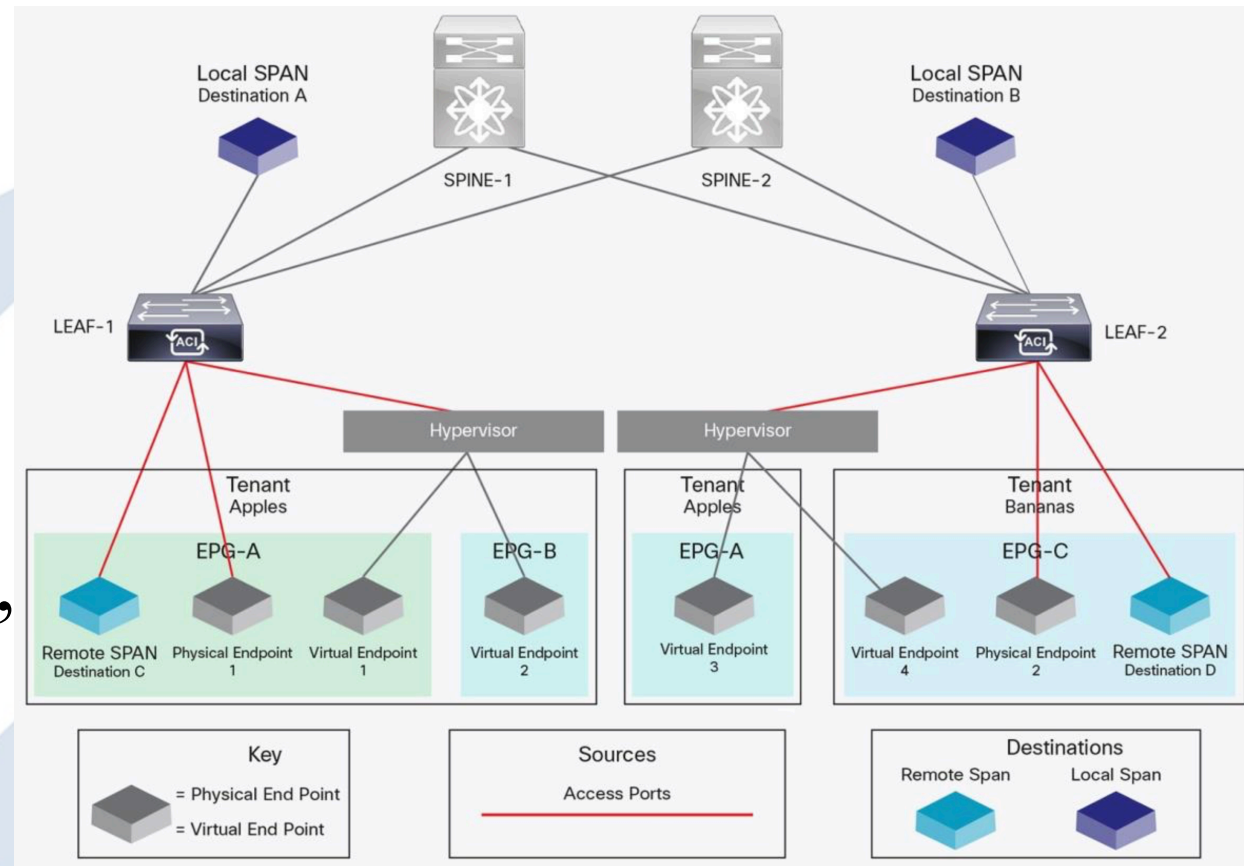 Local SPAN
Destination A
Local SPAN
Destination B
SPINE-1
SPINE-2
LEAF-1
ACI
ACI
LEAF-2
Hypervisor
Hypervisor
Tenant
Apples
Tenant
Apples
Tenant
Bananas
EPG-A
EPG-B
EPG-A
EPG-C
Remote SPAN
Destination C
Physical Endpoint
1
Virtual Endpoint
1
Virtual Endpoint
2
Virtual Endpoint
3
Virtual Endpoint
4
Physical Endpoint
2
Remote SPAN
Destination D
Key
= Physical End Point
= Virtual End Point
Sources
Access Ports
Destinations
Remote Span
Local Span